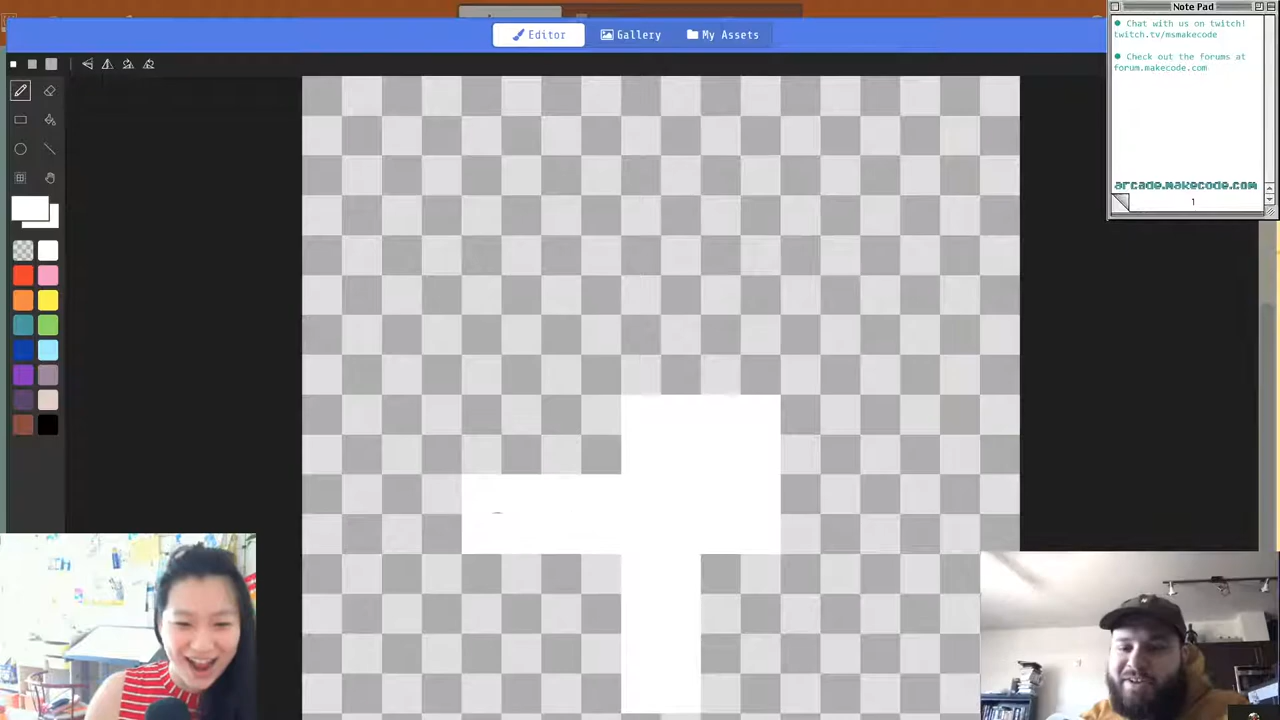 Editor
Gallery
My Assets
Note Pad
● Chat with us on twitch!
twitch.tv/msmakecode
● Check out the forums at
forum.makecode.com
arcade.makecode.com
1